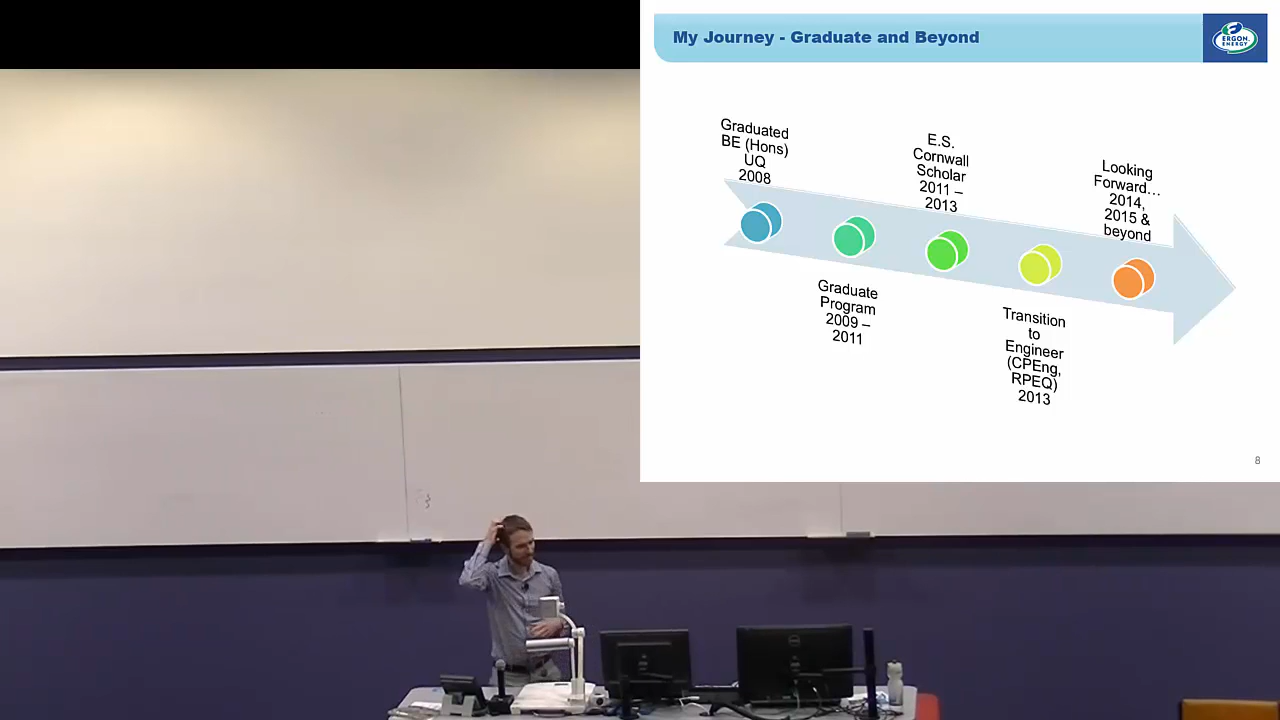 My Journey - Graduate and Beyond
ERGON.
ENERGY
Graduated
BE (Hons)
UQ
2008
Graduate
Program
2009 –
2011
E.S.
Cornwall
Scholar
2011 –
2013
Transition
to
Engineer
(CPEng,
RPEQ)
2013
Looking
Forward…
2014,
2015 &
beyond
8